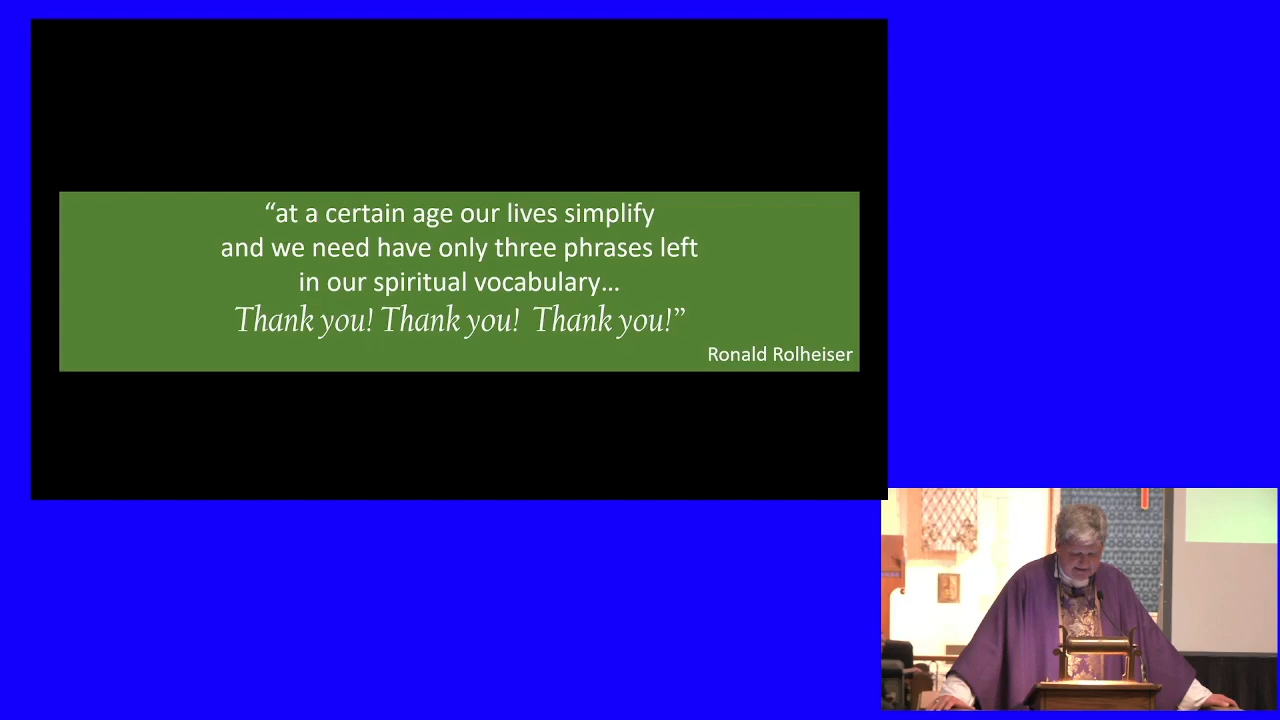 “at a certain age our lives simplify
and we need have only three phrases left
in our spiritual vocabulary…
Thank you! Thank you!  Thank you!”
Ronald Rolheiser